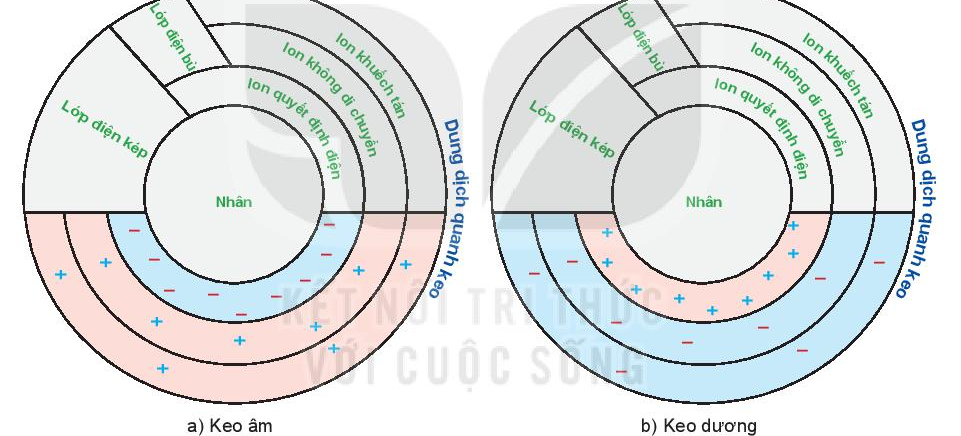 Lớp điện bù
Ion khuếch tán
Ion không di chuyển
Ion quyết định điện
Lớp điện kép
Nhân
Dung dịch quanh keo
a) Keo âm
Lớp điện bù
Ion khuếch tán
Ion không di chuyển
Ion quyết định điện
Lớp điện kép
Nhân
Dung dịch quanh keo
b) Keo dương
KẾT NỐI TRI THỨC
VỚI CUỘC SỐNG